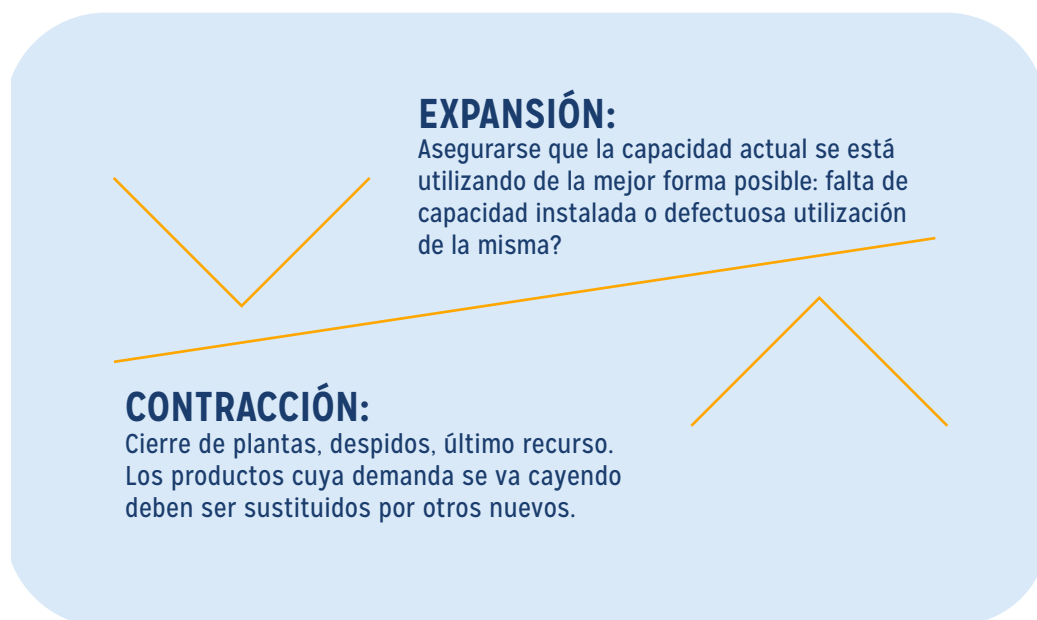 EXPANSIÓN:
Asegurarse que la capacidad actual se está
utilizando de la mejor forma posible: falta de
capacidad instalada o defectuosa utilización
de la misma?
CONTRACCIÓN:
Cierre de plantas, despidos, último recurso.
Los productos cuya demanda se va cayendo
deben ser sustituidos por otros nuevos.